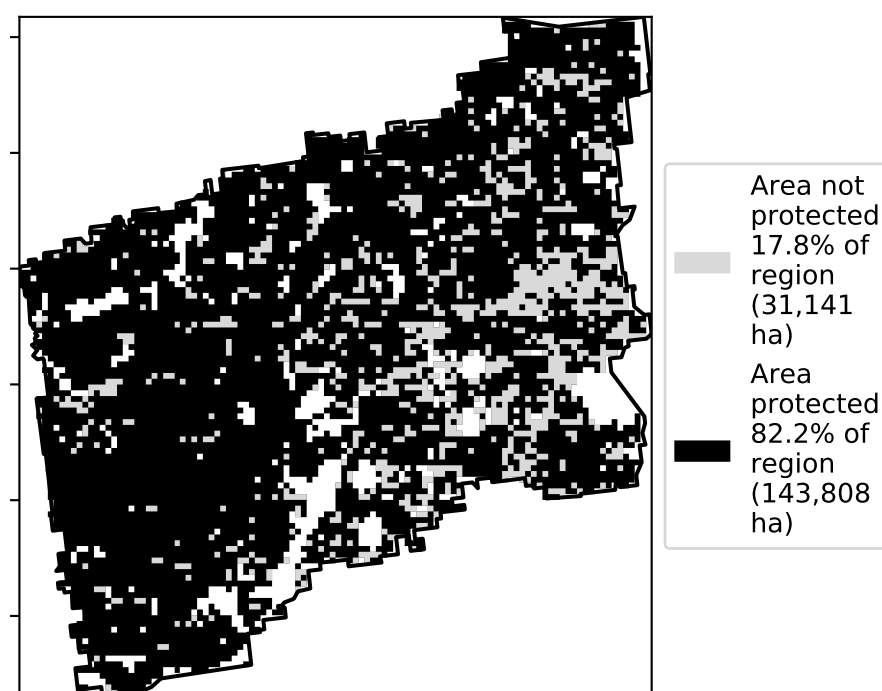 Area not
protected
17.8% of
region
(31,141
ha)
Area
protected
82.2% of
region
(143,808
ha)